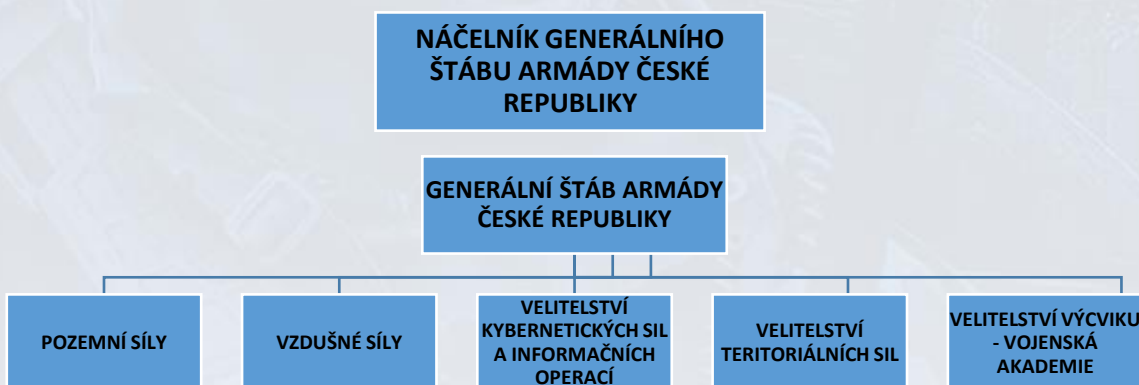 NÁČELNÍK GENERÁLNÍHO
ŠTÁBU ARMÁDY ČESKÉ
REPUBLIKY
GENERÁLNÍ ŠTÁB ARMÁDY
ČESKÉ REPUBLIKY
POZEMNÍ SÍLY
VZDUŠNÉ SÍLY
VELITELSTVÍ
KYBERNETICKÝCH SIL
A INFORMAČNÍCH
OPERACÍ
VELITELSTVÍ
TERITORIÁLNÍCH SIL
VELITELSTVÍ VÝCVIKU
- VOJENSKÁ
AKADEMIE